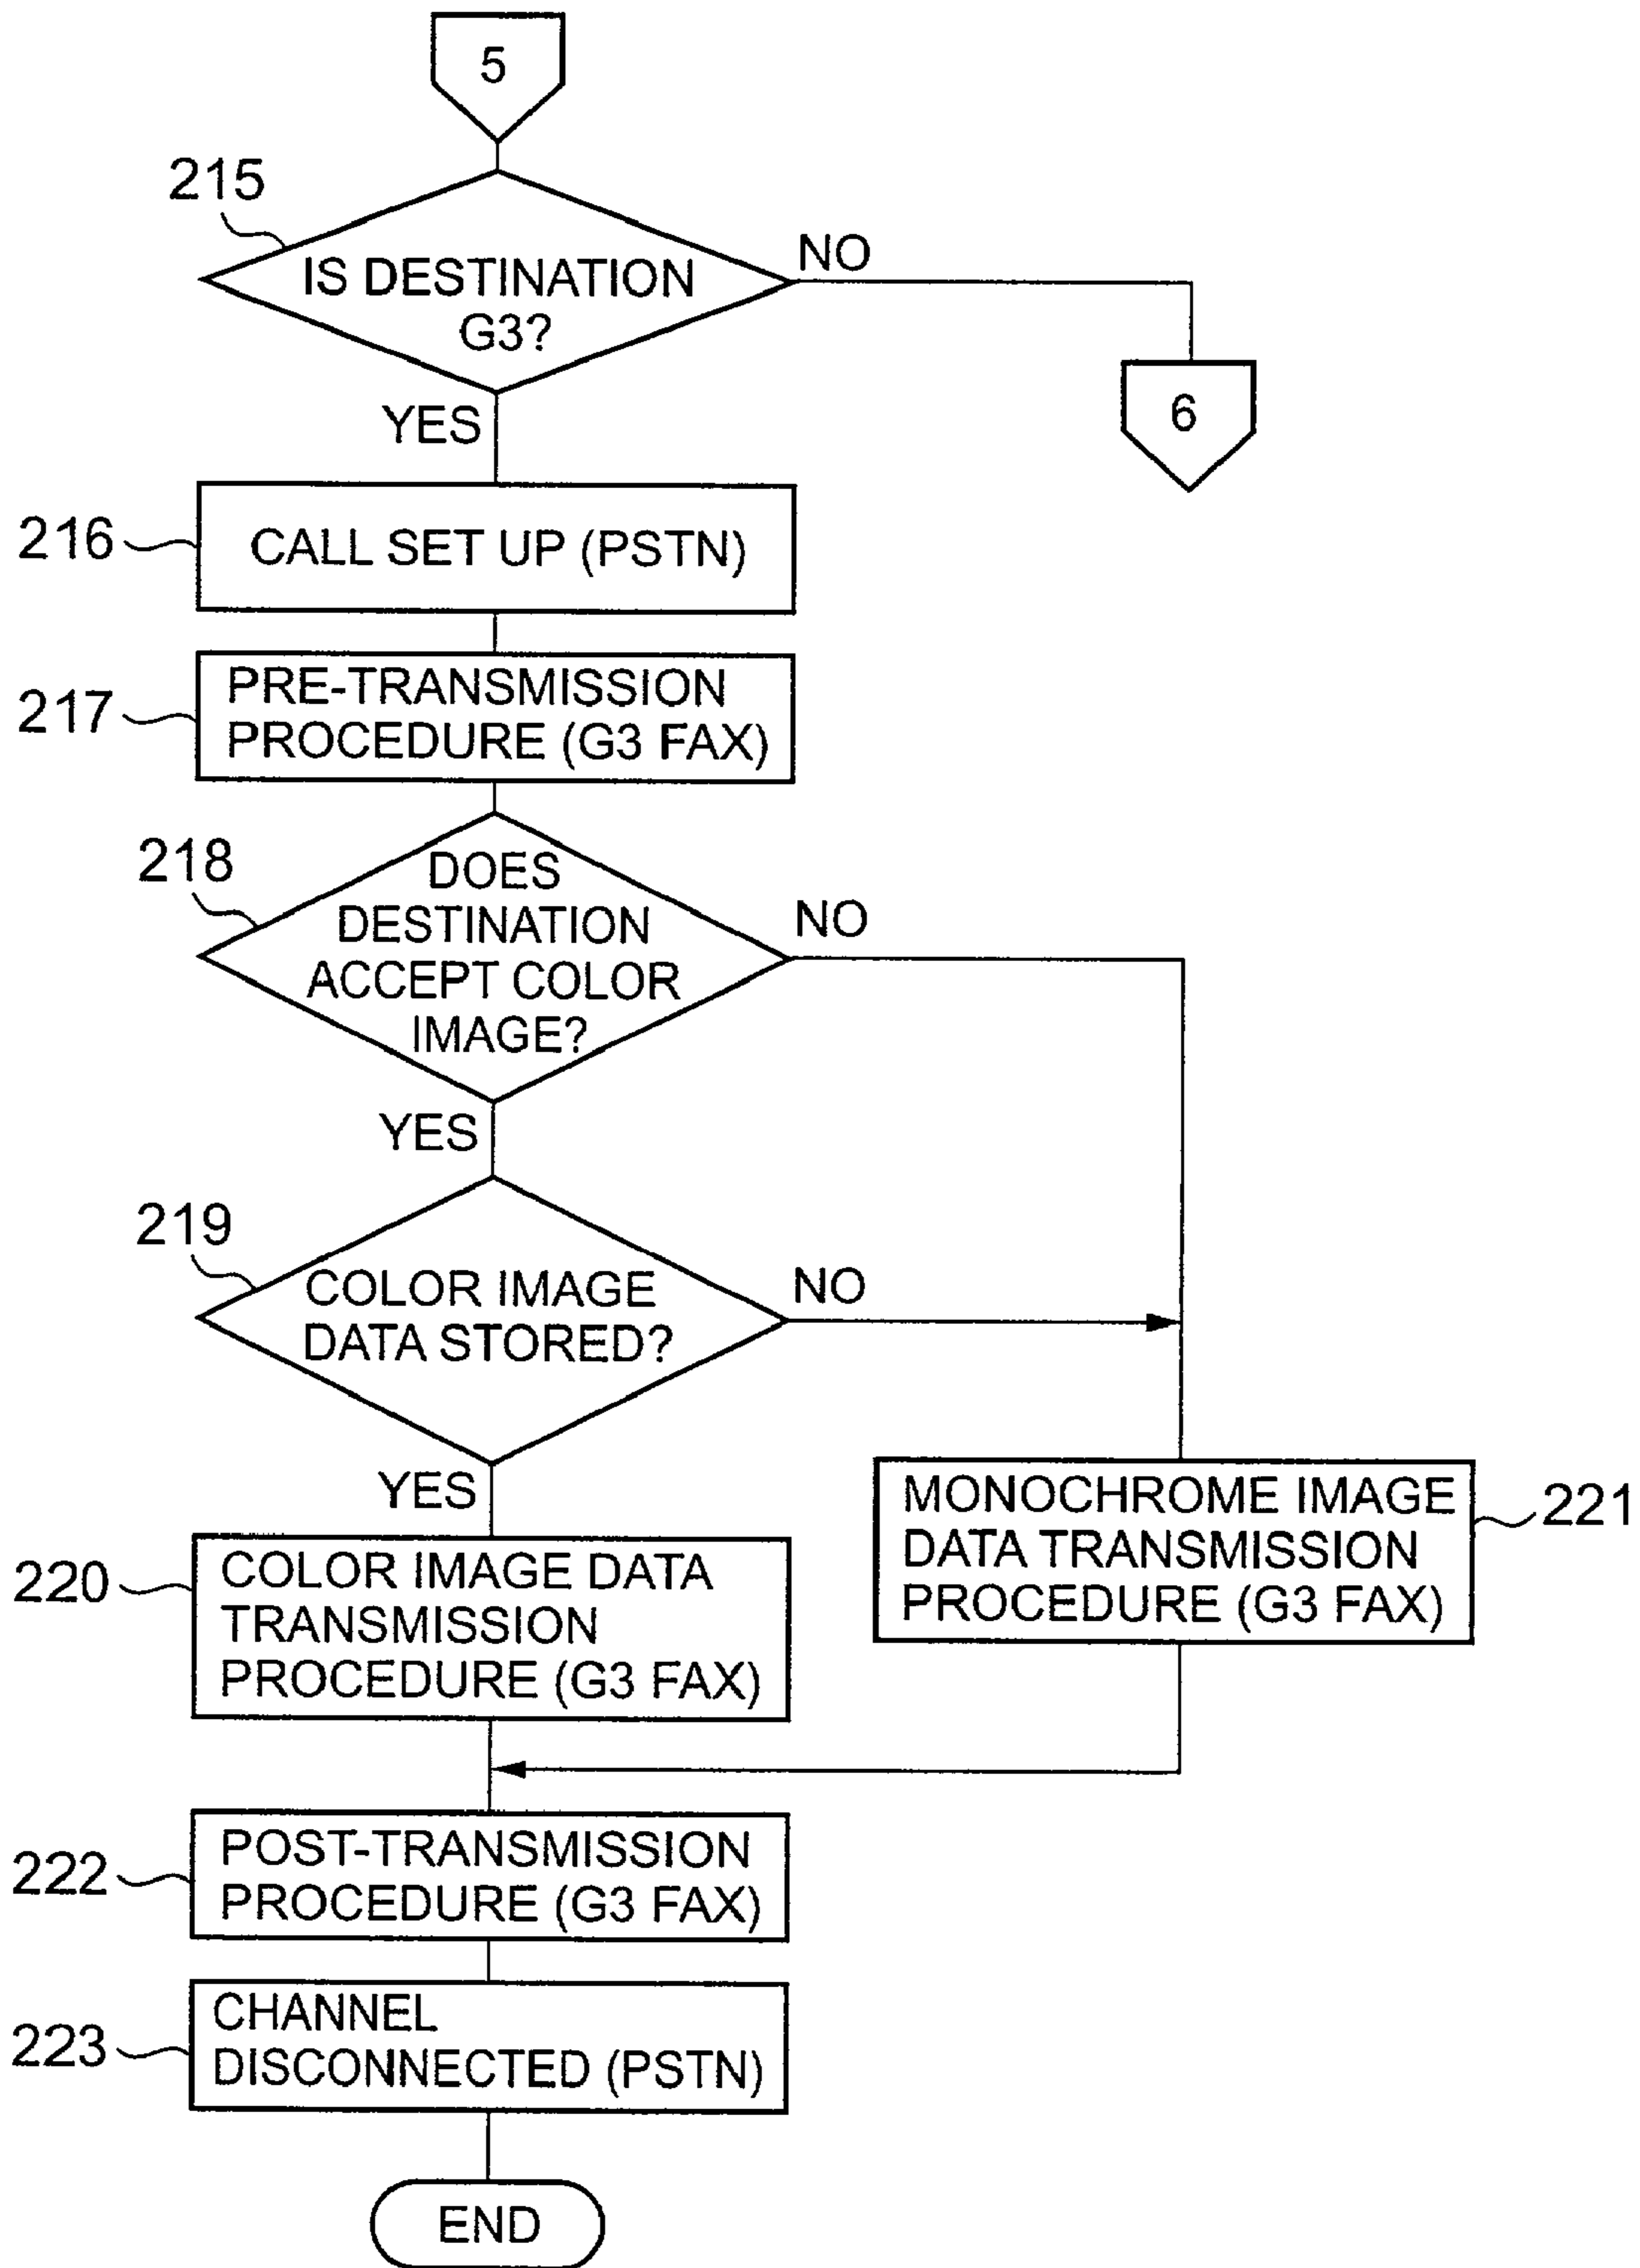 5
215
IS DESTINATION
G3?
NO
YES
6
216
CALL SET UP (PSTN)
217
PRE-TRANSMISSION
PROCEDURE (G3 FAX)
218
DOES
DESTINATION
ACCEPT COLOR
IMAGE?
NO
YES
219
COLOR IMAGE
DATA STORED?
NO
YES
220
COLOR IMAGE DATA
TRANSMISSION
PROCEDURE (G3 FAX)
MONOCHROME IMAGE
DATA TRANSMISSION
PROCEDURE (G3 FAX)
221
222
POST-TRANSMISSION
PROCEDURE (G3 FAX)
223
CHANNEL
DISCONNECTED (PSTN)
END